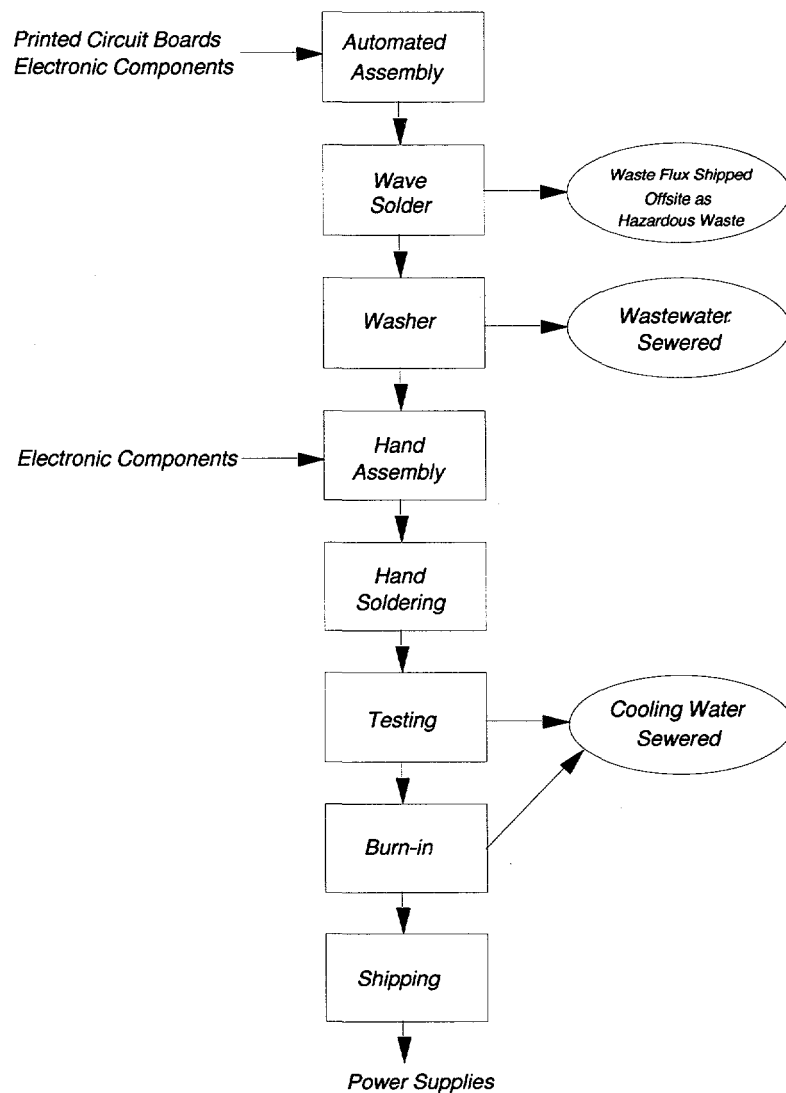 Printed Circuit Boards
Electronic Components
Automated
Assembly
Wave
Solder
Waste Flux Shipped
Offsite as
Hazardous Waste
Washer
Wastewater.
Sewered
Electronic Components
Hand
Assembly
Hand
Soldering
Testing
Cooling Water
Sewered
Burn-in
Shipping
Power Supplies